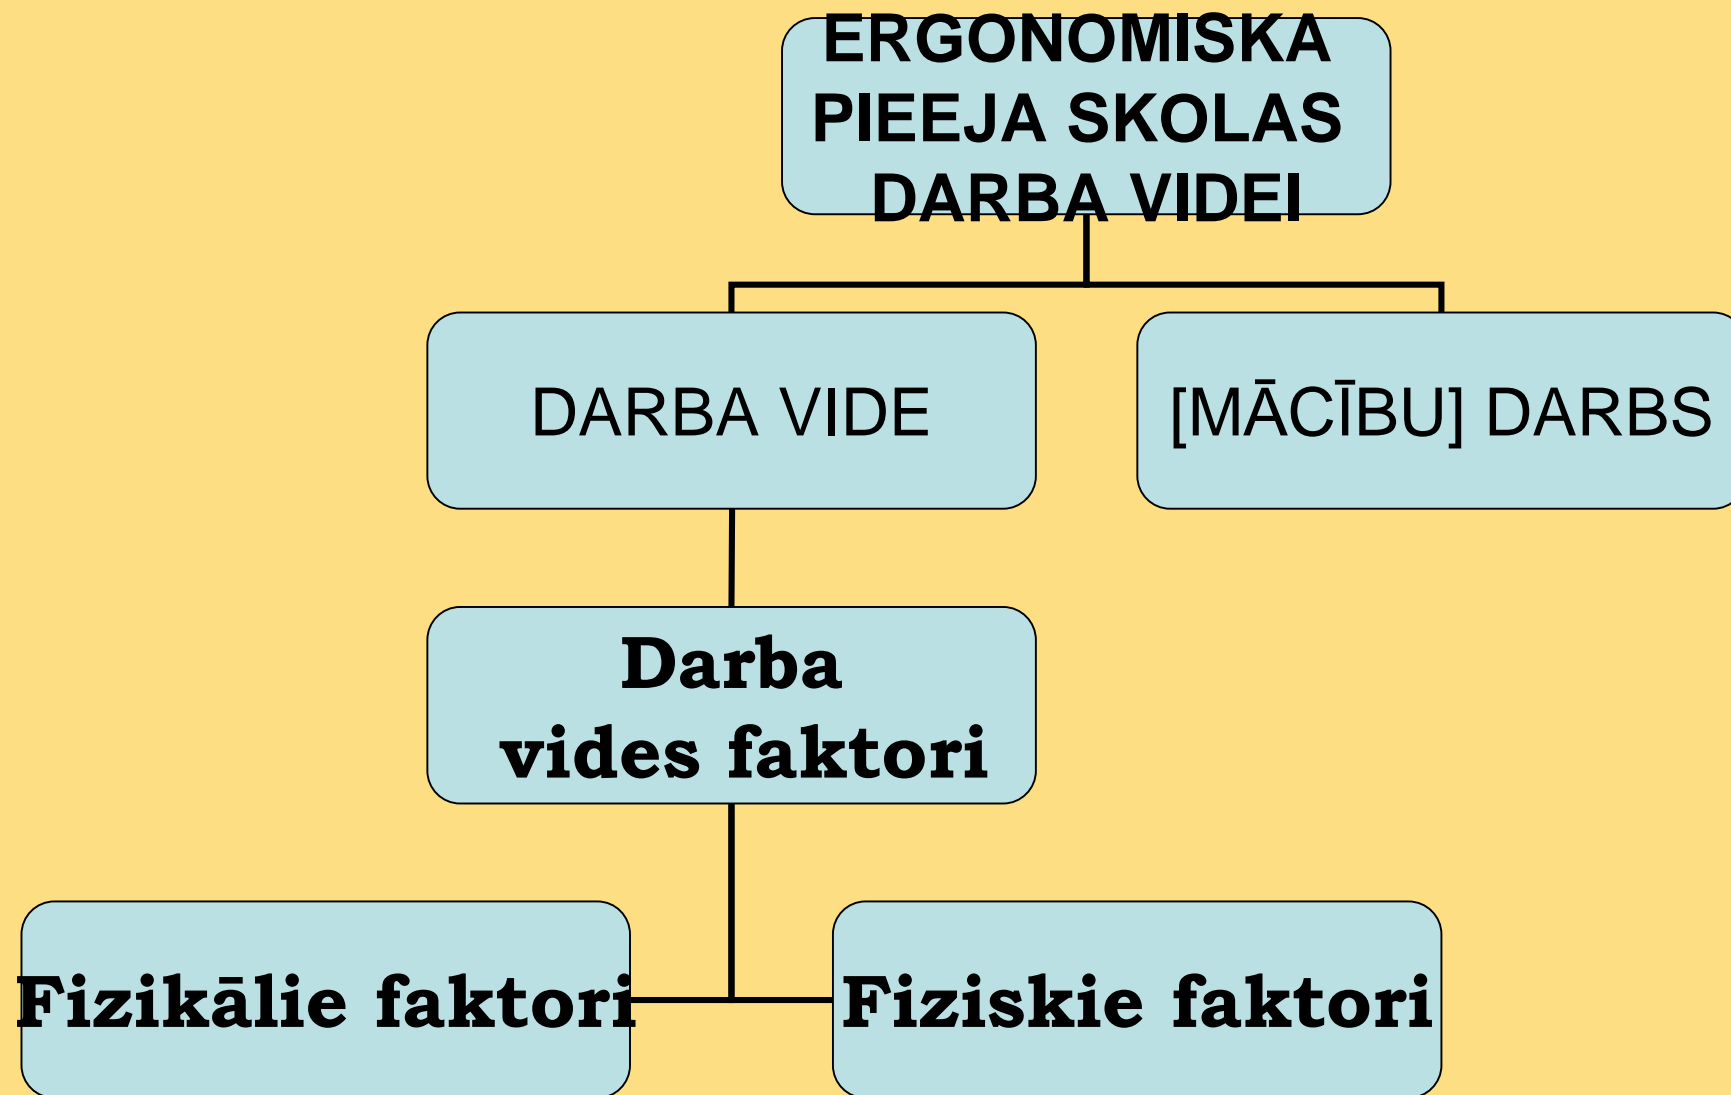 ERGONOMISKA
PIEEJA SKOLAS
DARBA VIDEI
DARBA VIDE
[MĀCĪBU] DARBS
Darba
vides faktori
Fizikālie faktori
Fiziskie faktori